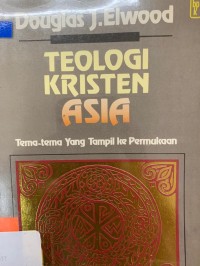 Douglas J.Elwood
TEOLOGI
KRISTEN
ASIA
Tema-tema Yang Tampil ke Permukaan